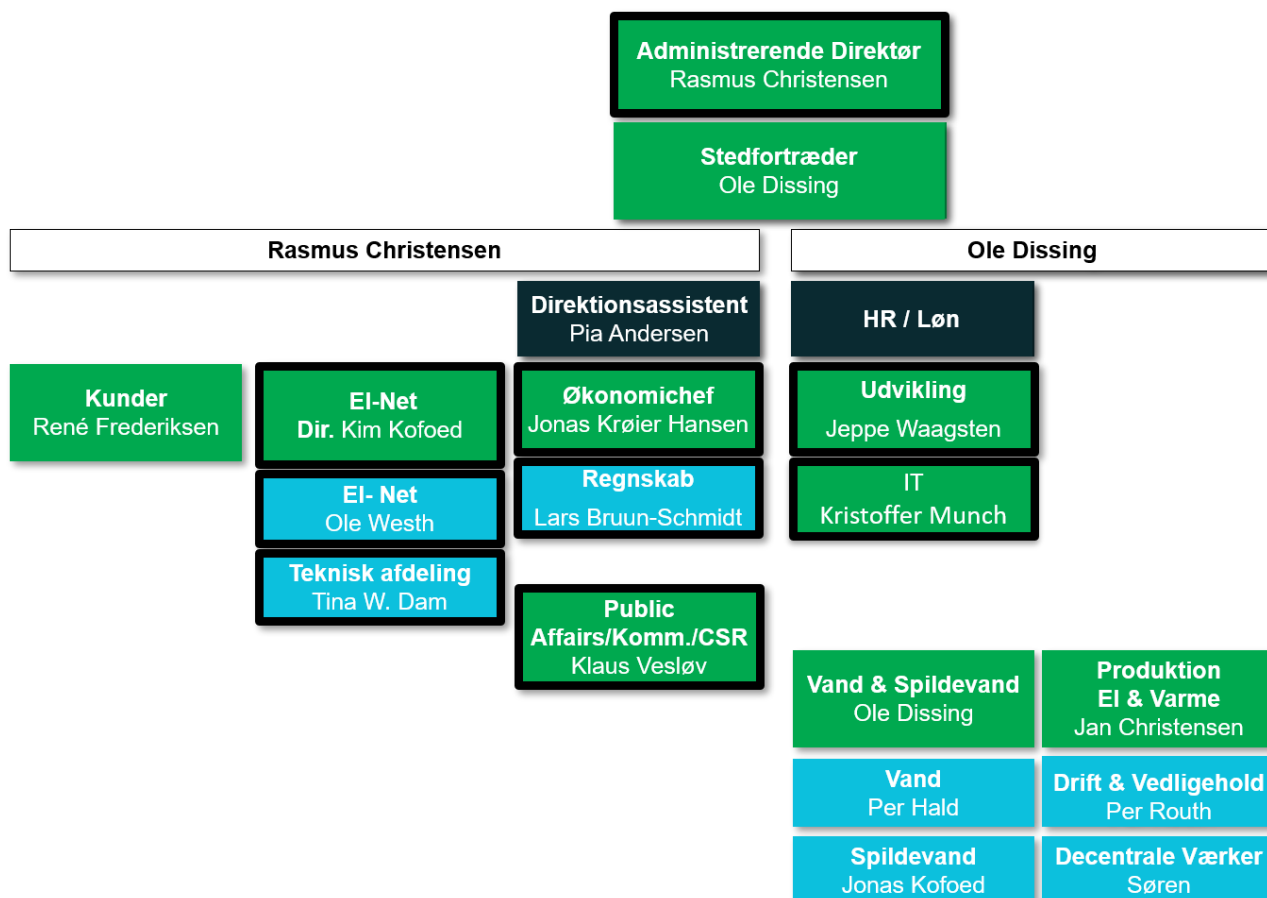 Administrerende Direktør
Rasmus Christensen
Stedfortræder
Ole Dissing
Rasmus Christensen
Ole Dissing
Direktionsassistent
Pia Andersen
HR / Løn
Kunder
René Frederiksen
El-Net
Dir. Kim Kofoed
Økonomichef
Jonas Krøier Hansen
Udvikling
Jeppe Waagsten
El- Net
Ole Westh
Regnskab
Lars Bruun-Schmidt
IT
Kristoffer Munch
Teknisk afdeling
Tina W. Dam
Public
Affairs/Komm./CSR
Klaus Vesløv
Vand & Spildevand
Ole Dissing
Produktion
El & Varme
Jan Christensen
Vand
Per Hald
Drift & Vedligehold
Per Routh
Spildevand
Jonas Kofoed
Decentrale Værker
Søren